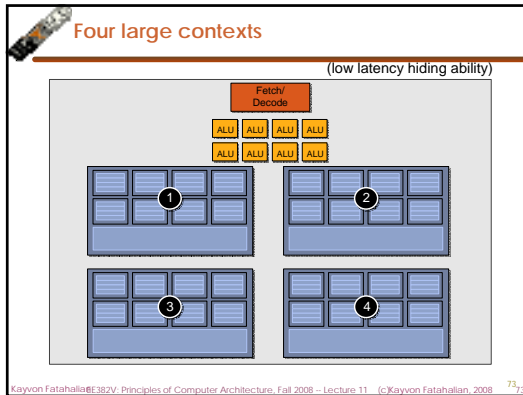 Four large contexts
(low latency hiding ability)
Fetch/
Decode
ALU ALU ALU ALU
ALU ALU ALU ALU
1 2
3 4
Kayvon Fatahalian EE382V: Principles of Computer Architecture, Fall 2008 – Lecture 11 (c)Kayvon Fatahalian, 2008 73 73